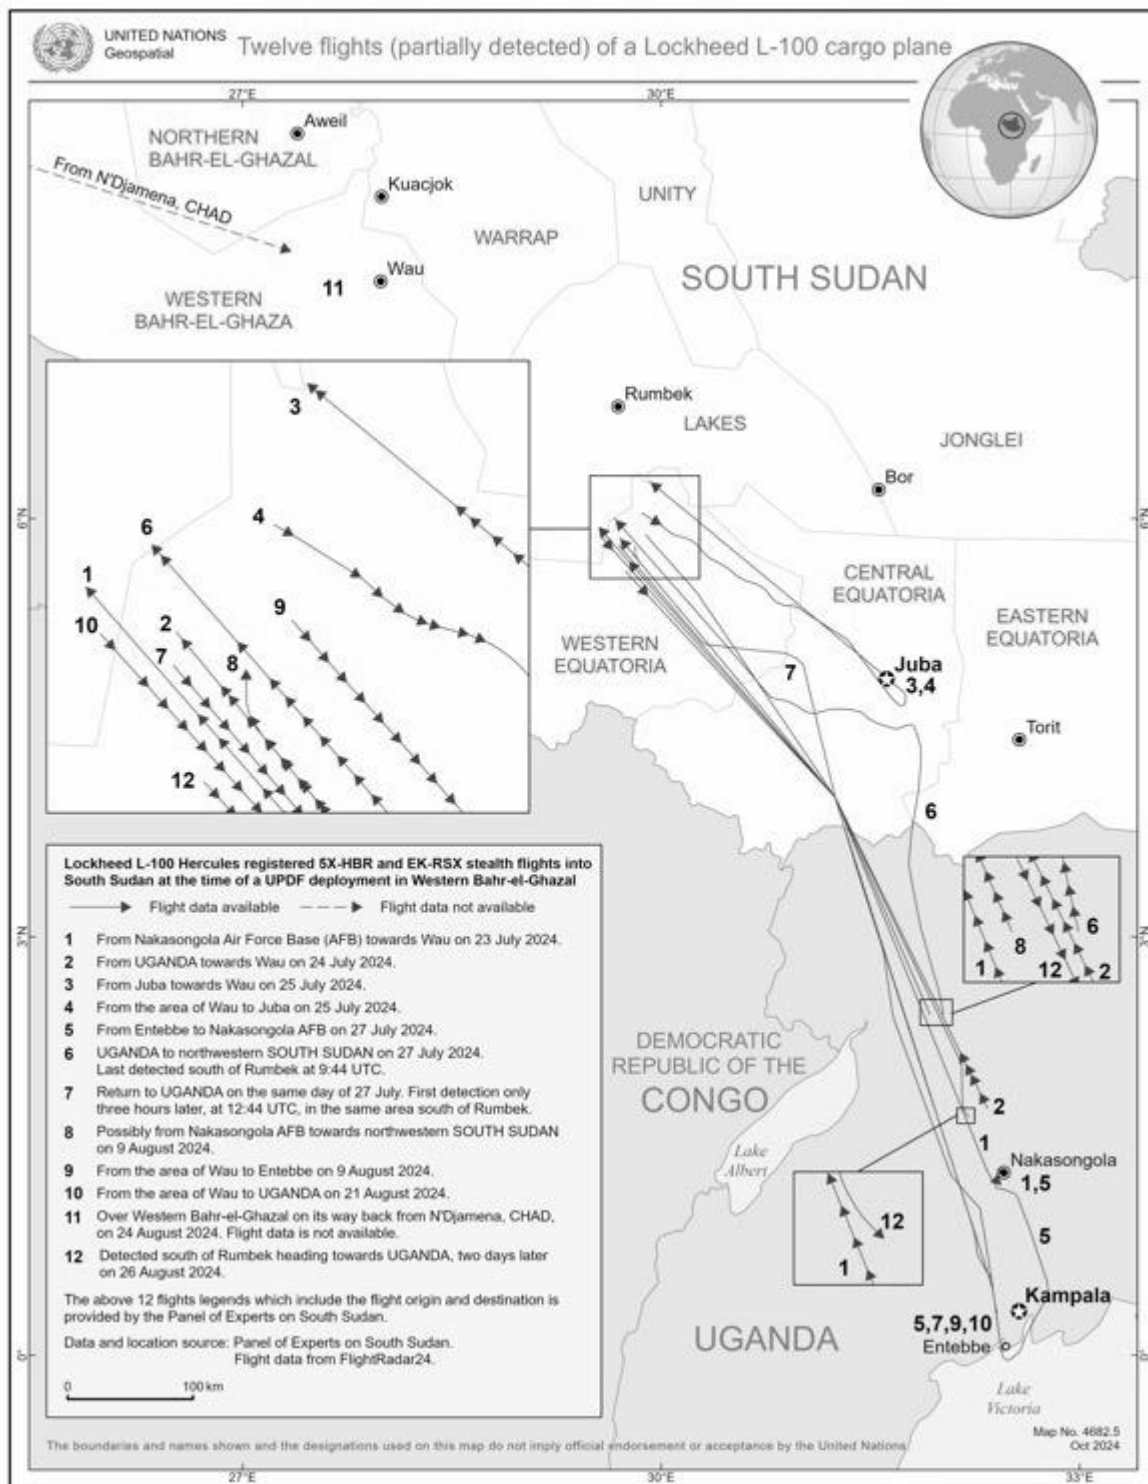 UNITED NATIONS
Geospatial
Twelve flights (partially detected) of a Lockheed L-100 cargo plane
27°E
30°E
Aweil
NORTHERN
BAHR-EL-GHAZAL
From N'Djamena, CHAD
Kuacjok
UNITY
WARRAP
SOUTH SUDAN
Wau
11
WESTERN
BAHR-EL-GHAZA
3
Rumbek
LAKES
JONGLEI
Bor
6°N
6°N
4
6
1
10
2
7
9
8
12
CENTRAL
EQUATORIA
EASTERN
EQUATORIA
WESTERN
EQUATORIA
7
Juba
3,4
Torit
6
Lockheed L-100 Hercules registered 5X-HBR and EK-RSX stealth flights into
South Sudan at the time of a UPDF deployment in Western Bahr-el-Ghazal
Flight data available
Flight data not available
1 From Nakasongola Air Force Base (AFB) towards Wau on 23 July 2024.
2 From UGANDA towards Wau on 24 July 2024.
3 From Juba towards Wau on 25 July 2024.
4 From the area of Wau to Juba on 25 July 2024.
5 From Entebbe to Nakasongola AFB on 27 July 2024.
6 UGANDA to northwestern SOUTH SUDAN on 27 July 2024.
Last detected south of Rumbek at 9:44 UTC.
7 Return to UGANDA on the same day of 27 July. First detection only
three hours later, at 12:44 UTC, in the same area south of Rumbek.
8 Possibly from Nakasongola AFB towards northwestern SOUTH SUDAN
on 9 August 2024.
9 From the area of Wau to Entebbe on 9 August 2024.
10 From the area of Wau to UGANDA on 21 August 2024.
11 Over Western Bahr-el-Ghazal on its way back from N'Djamena, CHAD,
on 24 August 2024. Flight data is not available.
12 Detected south of Rumbek heading towards UGANDA, two days later
on 26 August 2024.
The above 12 flights legends which include the flight origin and destination is
provided by the Panel of Experts on South Sudan.
Data and location source: Panel of Experts on South Sudan.
Flight data from FlightRadar24.
0 100 km
3°N
3°N
1
8
12
6
2
DEMOCRATIC
REPUBLIC OF THE
CONGO
2
1
Lake
Albert
Nakasongola
1,5
12
1
5
Kampala
5,7,9,10
Entebbe
UGANDA
0°
0°
Lake
Victoria
Map No. 4682.5
Oct 2024
The boundaries and names shown and the designations used on this map do not imply official endorsement or acceptance by the United Nations
27°E
30°E
33°E